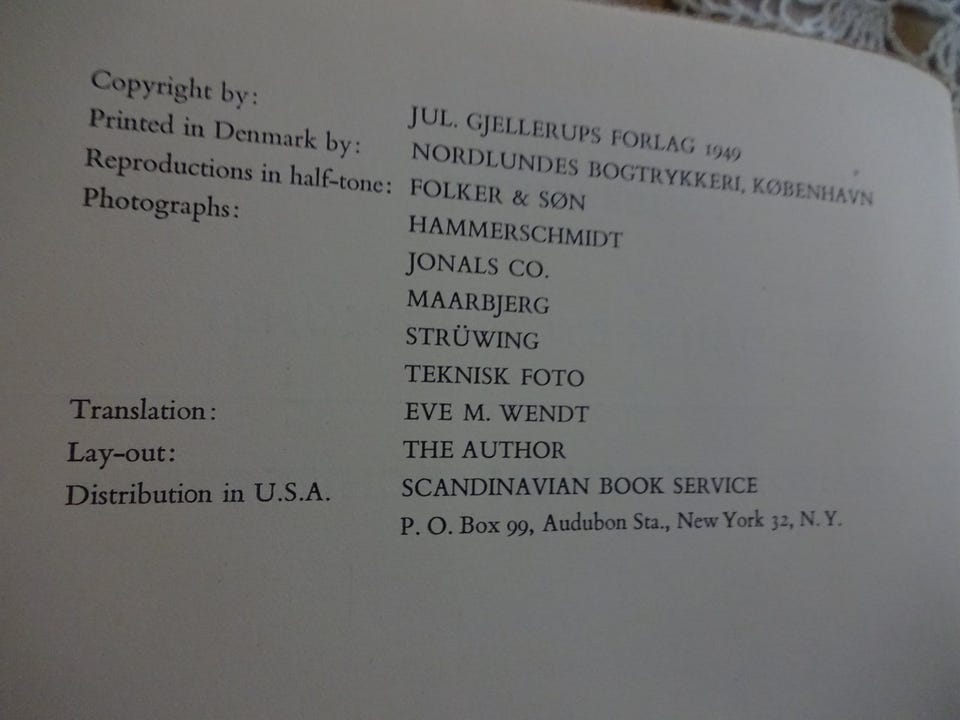 Copyright by: JUL. GJELLERUPS FORLAG 1949
Printed in Denmark by: NORDLUNDES BOGTRYKKERI, KØBENHAVN
Reproductions in half-tone: FOLKER & SØN
Photographs: HAMMERSCHMIDT
JONALS CO.
MAARBJERG
STRÜWING
TEKNISK FOTO
Translation: EVE M. WENDT
Lay-out: THE AUTHOR
Distribution in U.S.A. SCANDINAVIAN BOOK SERVICE
P. O. Box 99, Audubon Sta., New York 32, N. Y.